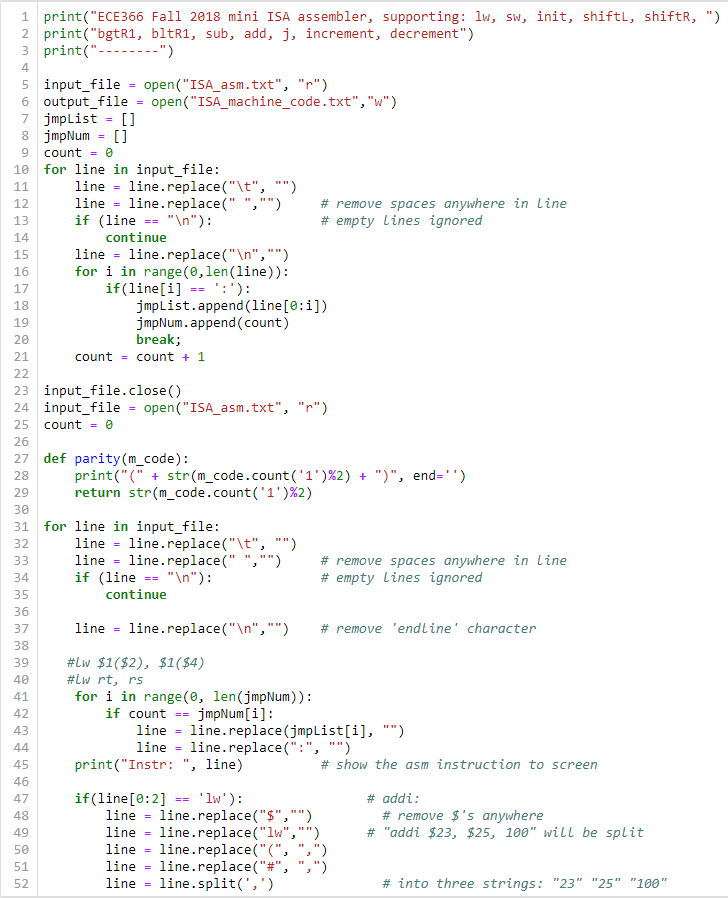 1 print("ECE366 Fall 2018 mini ISA assembler, supporting: lw, sw, init, shiftL, shiftR, ")
2 print("bgtR1, bltR1, sub, add, j, increment, decrement")
3 print("--------")
4
5 input_file = open("ISA_asm.txt", "r")
6 output_file = open("ISA_machine_code.txt","w")
7 jmpList = []
8 jmpNum = []
9 count = 0
10 for line in input_file:
11     line = line.replace("\t", "")
12     line = line.replace(" ","")     # remove spaces anywhere in line
13     if (line == "\n"):              # empty lines ignored
14         continue
15     line = line.replace("\n","")
16     for i in range(0,len(line)):
17         if(line[i] == ':'):
18             jmpList.append(line[0:i])
19             jmpNum.append(count)
20             break;
21     count = count + 1
22
23 input_file.close()
24 input_file = open("ISA_asm.txt", "r")
25 count = 0
26
27 def parity(m_code):
28     print("(" + str(m_code.count('1')%2) + ")", end='')
29     return str(m_code.count('1')%2)
30
31 for line in input_file:
32     line = line.replace("\t", "")
33     line = line.replace(" ","")     # remove spaces anywhere in line
34     if (line == "\n"):              # empty lines ignored
35         continue
36
37     line = line.replace("\n","")    # remove 'endline' character
38
39    #lw $1($2), $1($4)
40    #lw rt, rs
41     for i in range(0, len(jmpNum)):
42         if count == jmpNum[i]:
43             line = line.replace(jmpList[i], "")
44             line = line.replace(":", "")
45     print("Instr: ", line)          # show the asm instruction to screen
46
47     if(line[0:2] == 'lw'):                # addi:
48         line = line.replace("$","")         # remove $'s anywhere
49         line = line.replace("lw","")      # "addi $23, $25, 100" will be split
50         line = line.replace("(", ",")
51         line = line.replace("#", ",")
52         line = line.split(',')              # into three strings: "23" "25" "100"